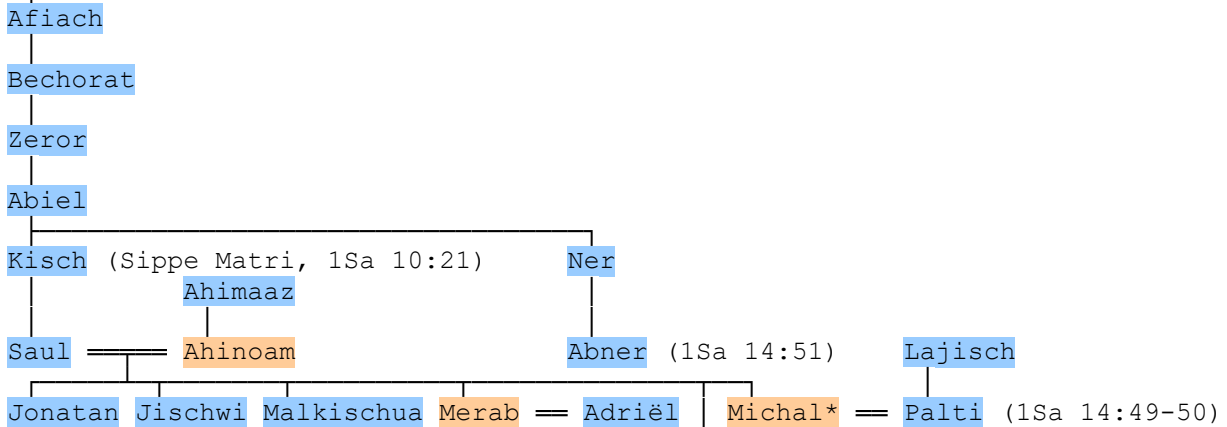 Afiach
Bechorat
Zeror
Abiel
Kisch (Sippe Matri, 1Sa 10:21) Ner
Ahimaaz
Saul Ahinoam Abner (1Sa 14:51) Lajisch
Jonatan Jischwi Malkischua Merab Adriël Michal* Palti (1Sa 14:49-50)